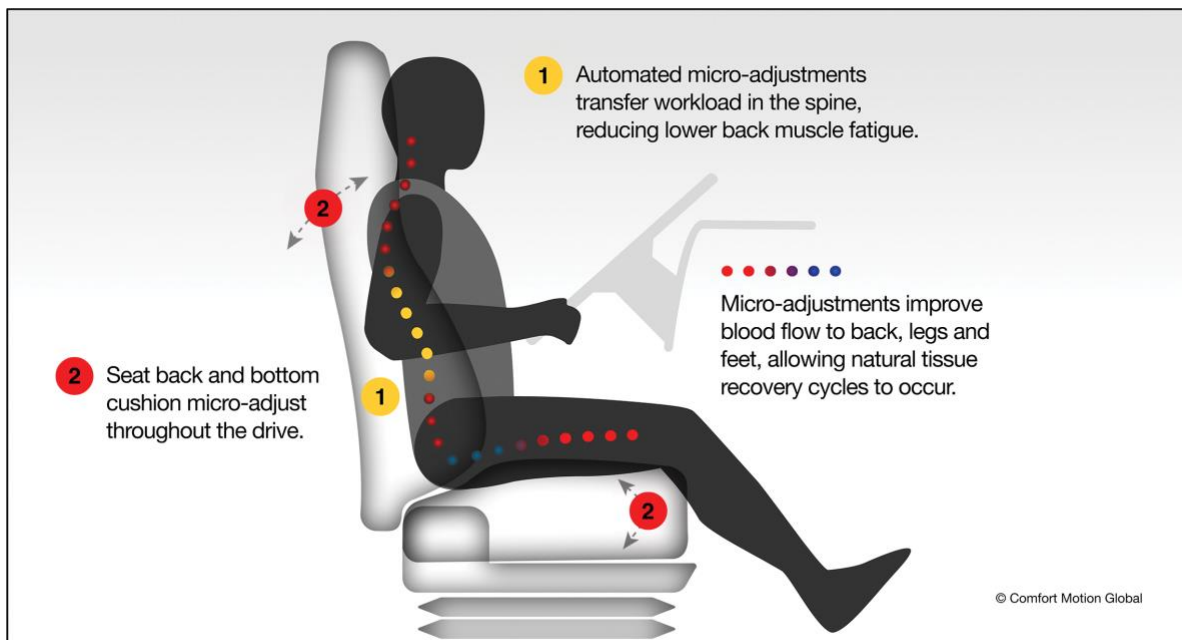 1
Automated micro-adjustments
transfer workload in the spine,
reducing lower back muscle fatigue.
2
Micro-adjustments improve
blood flow to back, legs and
feet, allowing natural tissue
recovery cycles to occur.
2
Seat back and bottom
cushion micro-adjust
throughout the drive.
1
2
© Comfort Motion Global